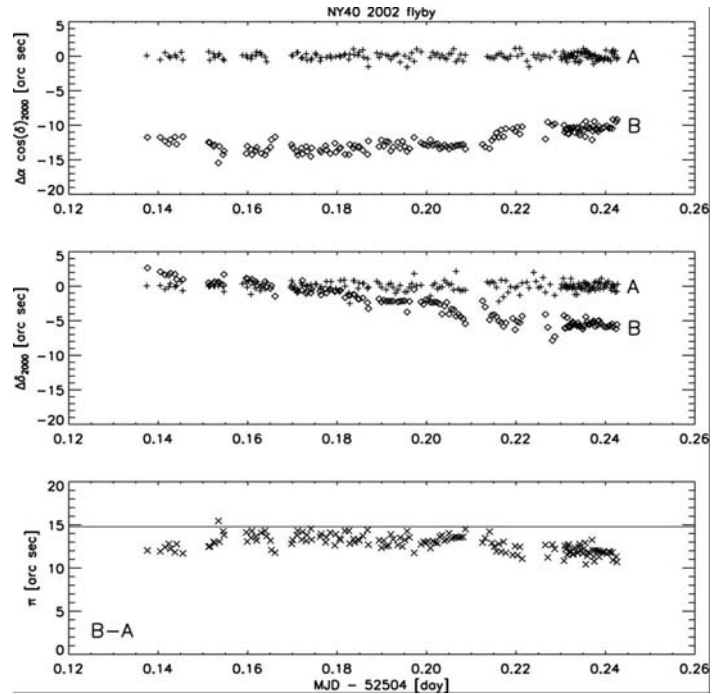 NY40 2002 flyby
Δα cos(δ)2000 [arc sec]
5
0
−5
−10
−15
−20
A
B
0.12 0.14 0.16 0.18 0.20 0.22 0.24 0.26
Δδ2000 [arc sec]
5
0
−5
−10
−15
−20
A
B
0.12 0.14 0.16 0.18 0.20 0.22 0.24 0.26
π [arc sec]
20
15
10
5
0
B−A
0.12 0.14 0.16 0.18 0.20 0.22 0.24 0.26
MJD − 52504 [day]